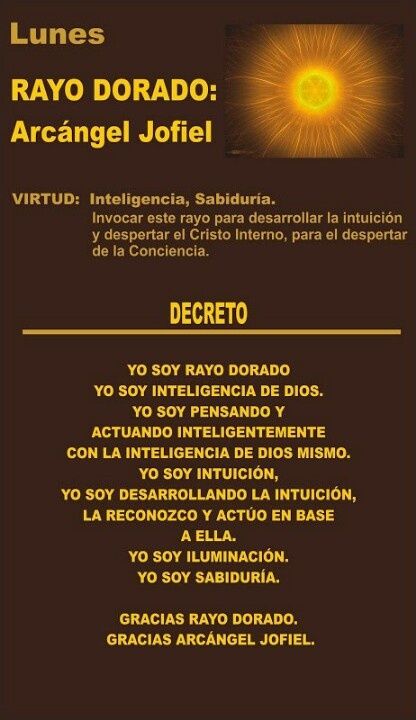 Lunes
RAYO DORADO:
Arcángel Jofiel
VIRTUD: Inteligencia, Sabiduría.
Invocar este rayo para desarrollar la intuición
y despertar el Cristo Interno, para el despertar
de la Conciencia.
DECRETO
YO SOY RAYO DORADO
YO SOY INTELIGENCIA DE DIOS.
YO SOY PENSANDO Y
ACTUANDO INTELIGENTEMENTE
CON LA INTELIGENCIA DE DIOS MISMO.
YO SOY INTUICIÓN,
YO SOY DESARROLLANDO LA INTUICIÓN,
LA RECONOZCO Y ACTÚO EN BASE
A ELLA.
YO SOY ILUMINACIÓN.
YO SOY SABIDURÍA.
GRACIAS RAYO DORADO.
GRACIAS ARCÁNGEL JOFIEL.